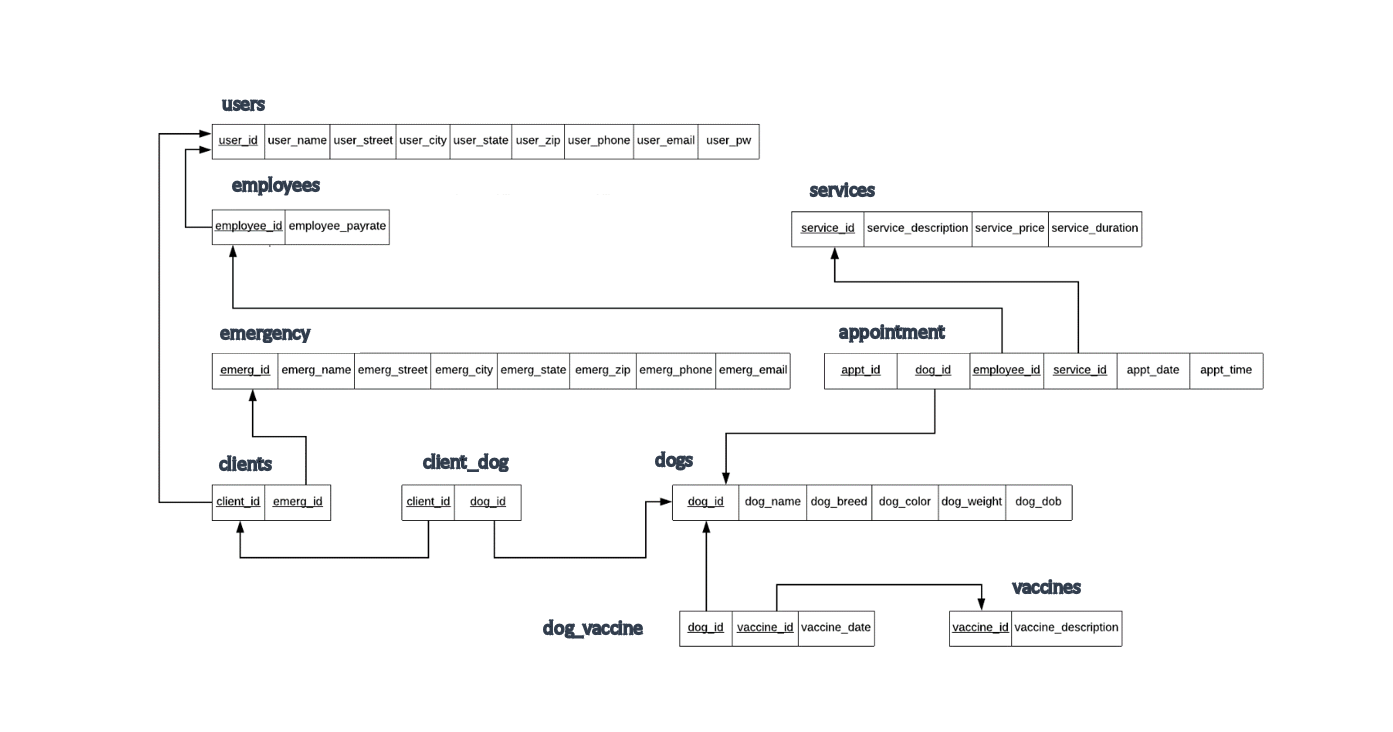 users
user_id user_name user_street user_city user_state user_zip user_phone user_email user_pw
employees
employee_id employee_payrate
services
service_id service_description service_price service_duration
emergency
emerg_id emerg_name emerg_street emerg_city emerg_state emerg_zip emerg_phone emerg_email
appointment
appt_id dog_id employee_id service_id appt_date appt_time
clients
client_id emerg_id
client_dog
client_id dog_id
dogs
dog_id dog_name dog_breed dog_color dog_weight dog_dob
dog_vaccine
dog_id vaccine_id vaccine_date
vaccines
vaccine_id vaccine_description